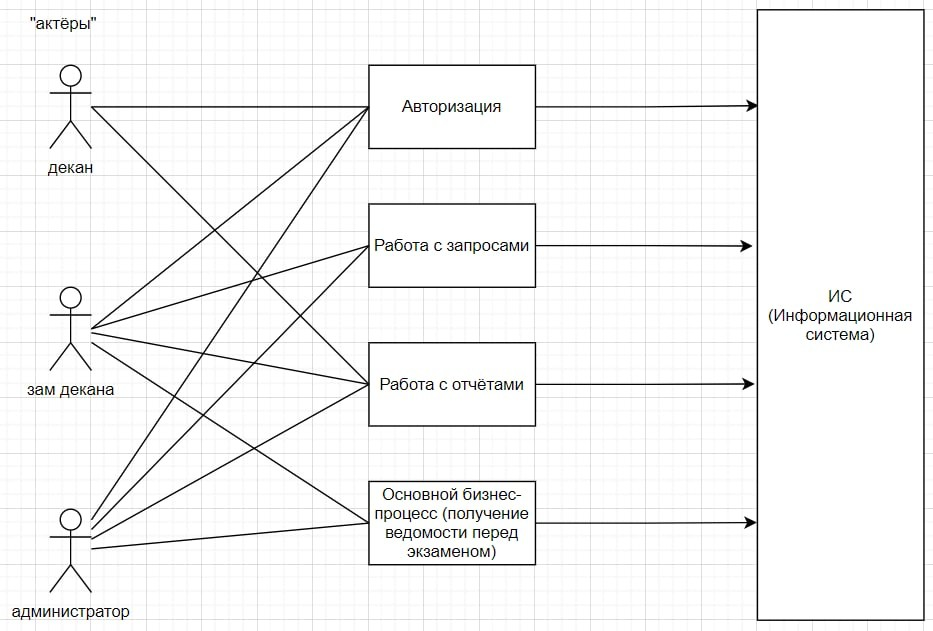 "актёры"
декан
зам декана
администратор
Авторизация
Работа с запросами
Работа с отчётами
Основной бизнес-
процесс (получение
ведомости перед
экзаменом)
ИС
(Информационная
система)